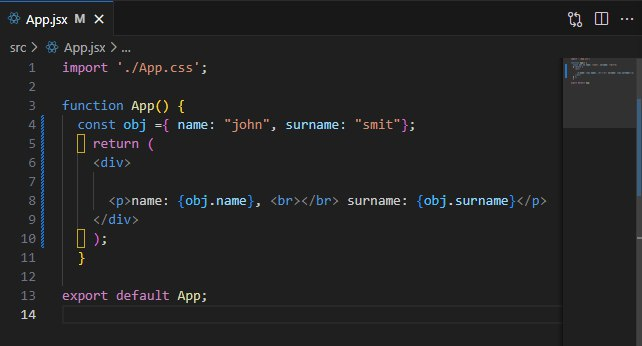 App.jsx M ×
src > App.jsx > ...
1 import './App.css';
2
3 function App() {
4 const obj ={ name: "john", surname: "smit"};
5 return (
6 <div>
7
8 <p>name: {obj.name}, <br></br> surname: {obj.surname}</p>
9 </div>
10 );
11 }
12
13 export default App;
14